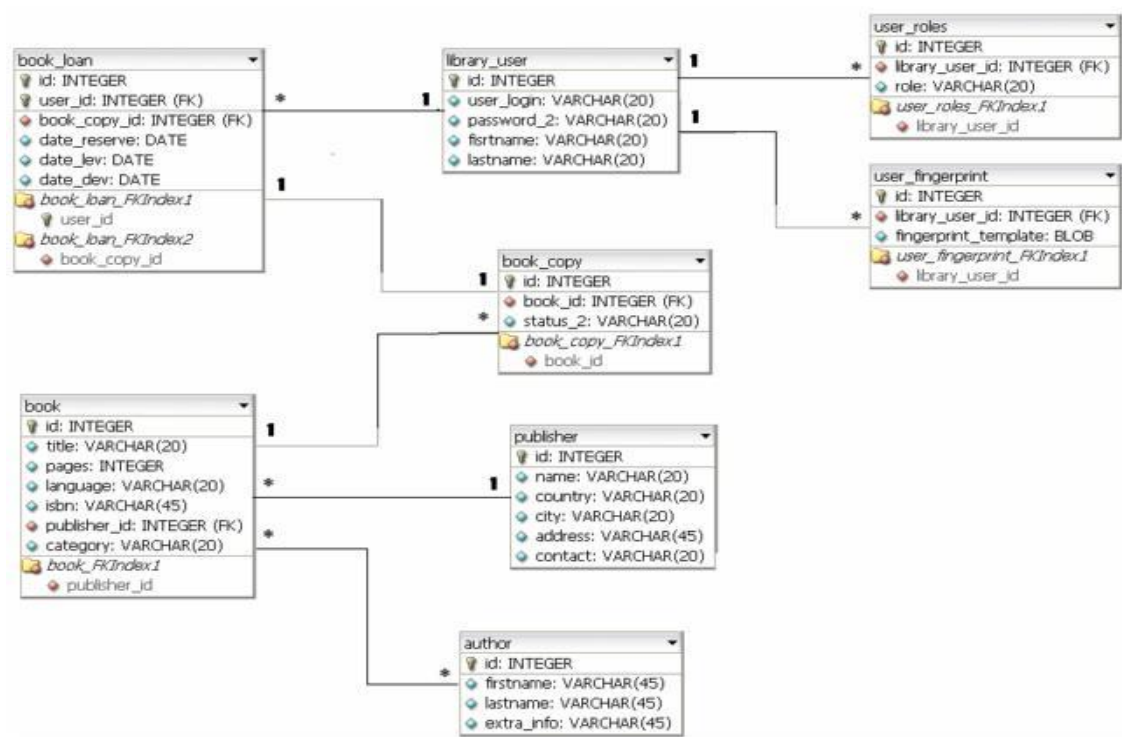 book_loan
id: INTEGER
user_id: INTEGER (FK)
book_copy_id: INTEGER (FK)
date_reserve: DATE
date_lev: DATE
date_dev: DATE
book_loan_FKIndex1
user_id
book_loan_FKIndex2
book_copy_id
*
1
1
library_user
id: INTEGER
user_login: VARCHAR(20)
password_2: VARCHAR(20)
fisrtname: VARCHAR(20)
lastname: VARCHAR(20)
1
*
1
*
user_roles
id: INTEGER
library_user_id: INTEGER (FK)
role: VARCHAR(20)
user_roles_FKIndex1
library_user_id
user_fingerprint
id: INTEGER
library_user_id: INTEGER (FK)
fingerprint_template: BLOB
user_fingerprint_FKIndex1
library_user_id
1
*
book_copy
id: INTEGER
book_id: INTEGER (FK)
status_2: VARCHAR(20)
book_copy_FKIndex1
book_id
book
id: INTEGER
title: VARCHAR(20)
pages: INTEGER
language: VARCHAR(20)
isbn: VARCHAR(45)
publisher_id: INTEGER (FK)
category: VARCHAR(20)
book_FKIndex1
publisher_id
1
*
*
1
publisher
id: INTEGER
name: VARCHAR(20)
country: VARCHAR(20)
city: VARCHAR(20)
address: VARCHAR(45)
contact: VARCHAR(20)
*
author
id: INTEGER
firstname: VARCHAR(45)
lastname: VARCHAR(45)
extra_info: VARCHAR(45)